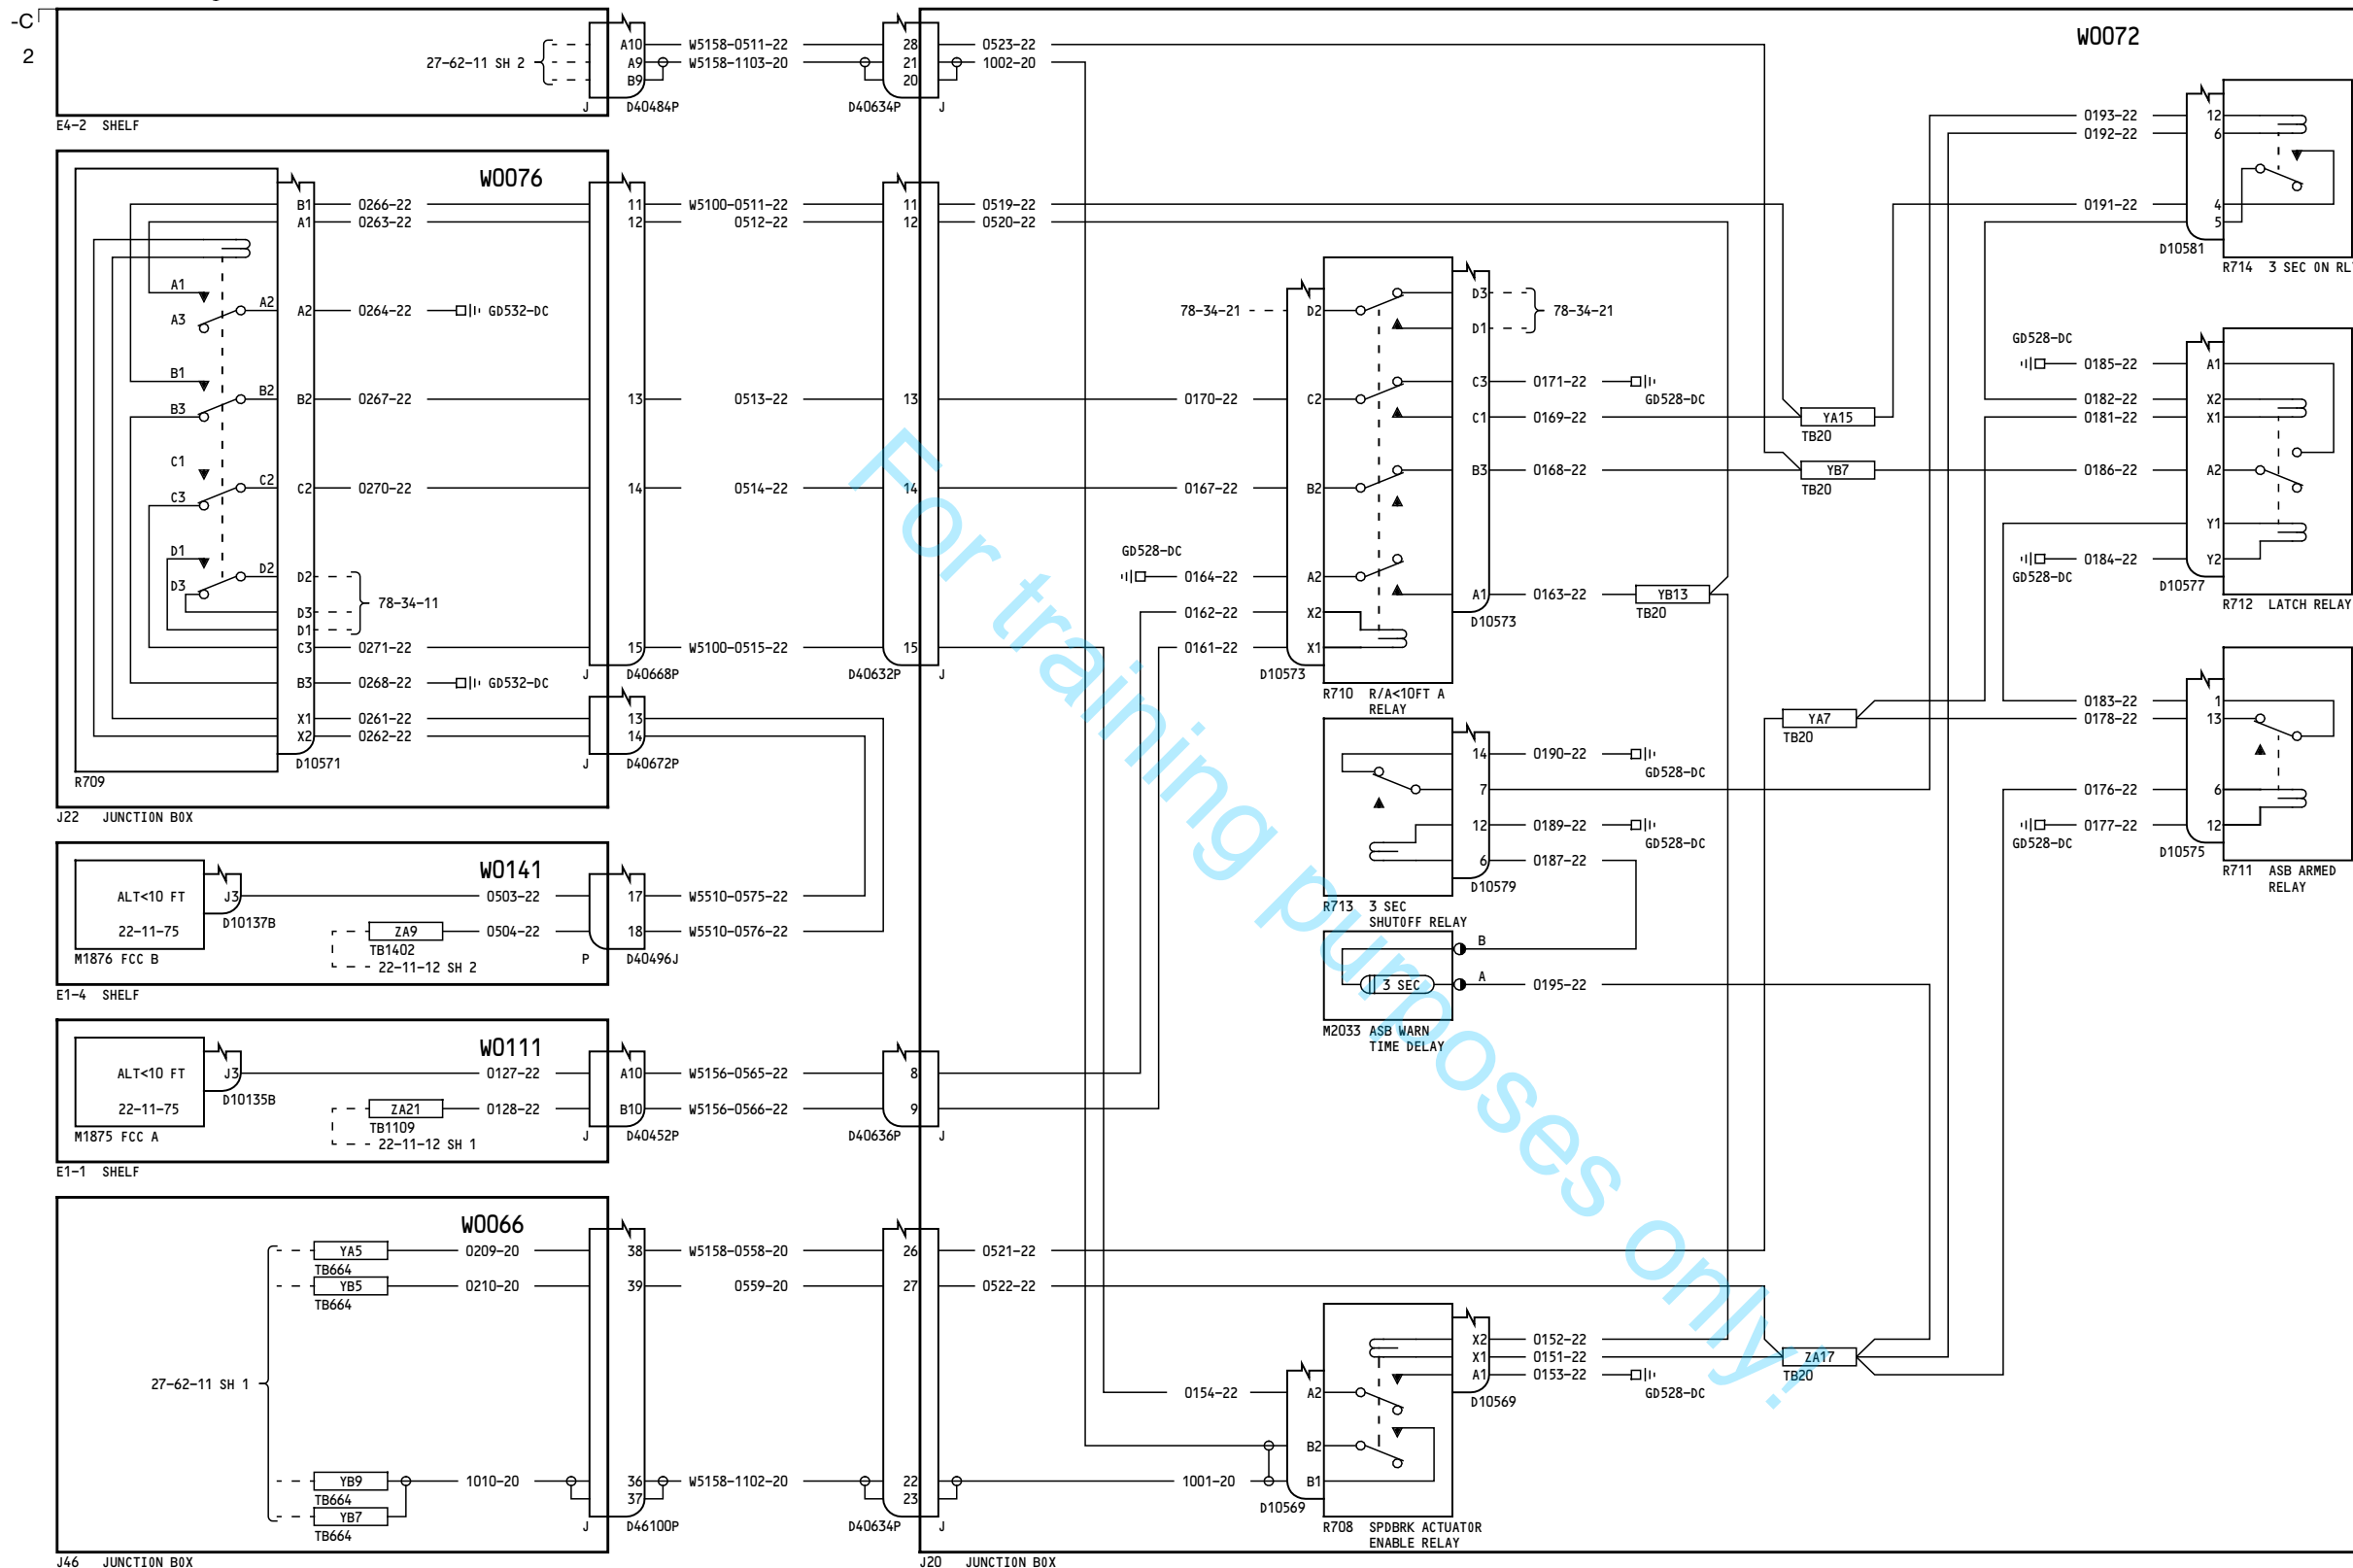 -C
2
W0072
27-62-11 SH 2
A10 W5158-0511-22 28 0523-22
A9 W5158-1103-20 21 1002-20
B9 20
J D40484P D40634P J
E4-2 SHELF
W0076
B1 0266-22 11 W5100-0511-22 11 0519-22
A1 0263-22 12 0512-22 12 0520-22
A1
A3
A2
A2 0264-22 GD532-DC
B1
B3
B2
B2 0267-22 13 0513-22 13
C1
C3
C2
C2 0270-22 14 0514-22 14
D1
D3
D2
D2
D3
D1
78-34-11
C3 0271-22 15 W5100-0515-22 15
J D40668P D40632P J
B3 0268-22 GD532-DC
X1 0261-22 13
X2 0262-22 14
D10571 J D40672P
R709
J22 JUNCTION BOX
W0141
ALT<10 FT
22-11-75
J3 0503-22 17 W5510-0575-22
D10137B
ZA9 0504-22 18 W5510-0576-22
TB1402
22-11-12 SH 2
P D40496J
M1876 FCC B
E1-4 SHELF
W0111
ALT<10 FT
22-11-75
J3 0127-22 A10 W5156-0565-22 8
D10135B
ZA21 0128-22 B10 W5156-0566-22 9
TB1109
22-11-12 SH 1
J D40452P D40636P J
M1875 FCC A
E1-1 SHELF
W0066
YA5 0209-20 38 W5158-0558-20 26 0521-22
TB664
YB5 0210-20 39 0559-20 27 0522-22
TB664
27-62-11 SH 1
YB9 1010-20 36 W5158-1102-20 22 1001-20
TB664
YB7 37 23
TB664
J D46100P D40634P J
J46 JUNCTION BOX
J20 JUNCTION BOX
78-34-21 D2
D3
D1
78-34-21
0170-22 C2
C3 0171-22 GD528-DC
C1 0169-22 YA15
TB20
0167-22 B2
B3 0168-22 YB7
TB20
GD528-DC
0164-22 A2
0162-22 X2
0161-22 X1
A1 0163-22 YB13
TB20
D10573
D10573
R710 R/A<10FT A
RELAY
14 0190-22 GD528-DC
7
12 0189-22 GD528-DC
6 0187-22
D10579
R713 3 SEC
SHUTOFF RELAY
B
3 SEC
A 0195-22
M2033 ASB WARN
TIME DELAY
X2 0152-22
X1 0151-22 ZA17
TB20
A1 0153-22 GD528-DC
D10569
0154-22 A2
B2
B1
D10569
R708 SPDBRK ACTUATOR
ENABLE RELAY
0193-22 12
0192-22 6
0191-22 4
5
D10581
R714 3 SEC ON RL
GD528-DC
0185-22 A1
0182-22 X2
0181-22 X1
0186-22 A2
Y1
0184-22 Y2
GD528-DC
D10577
R712 LATCH RELAY
YA7
TB20
0183-22 1
0178-22 13
0176-22 6
0177-22 12
GD528-DC
D10575
R711 ASB ARMED
RELAY
For training purposes only!